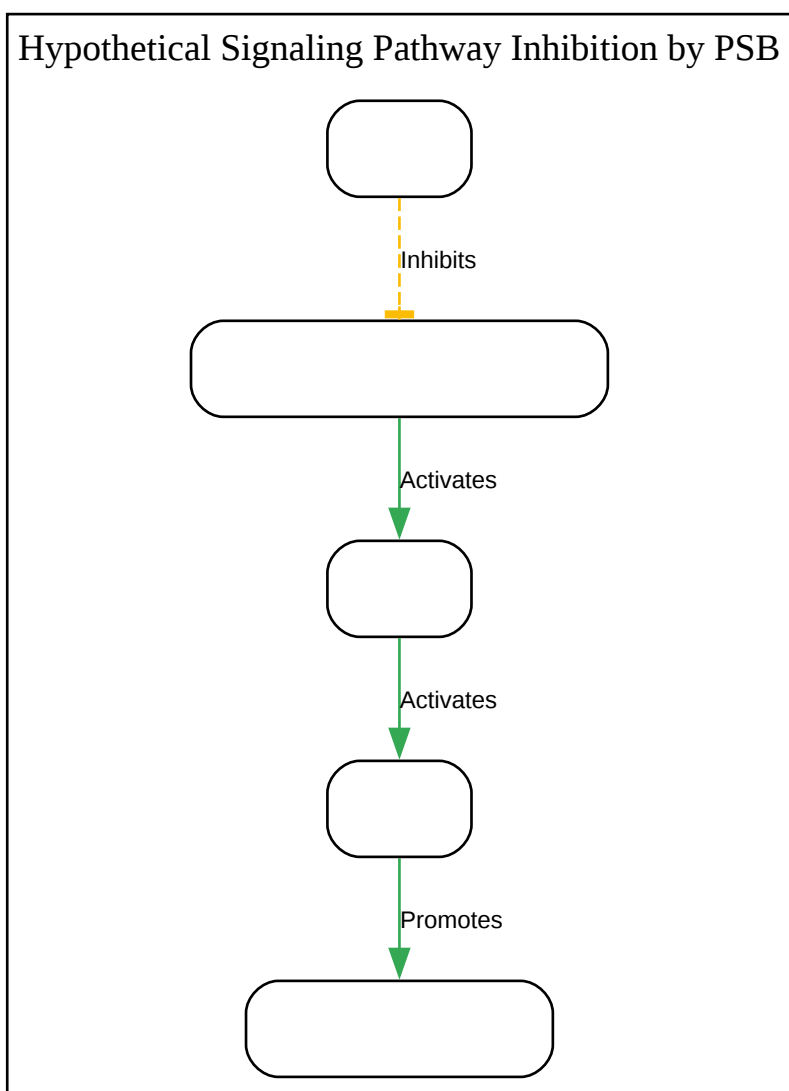 Hypothetical Signaling Pathway Inhibition by PSB
Inhibits
Activates
Activates
Promotes